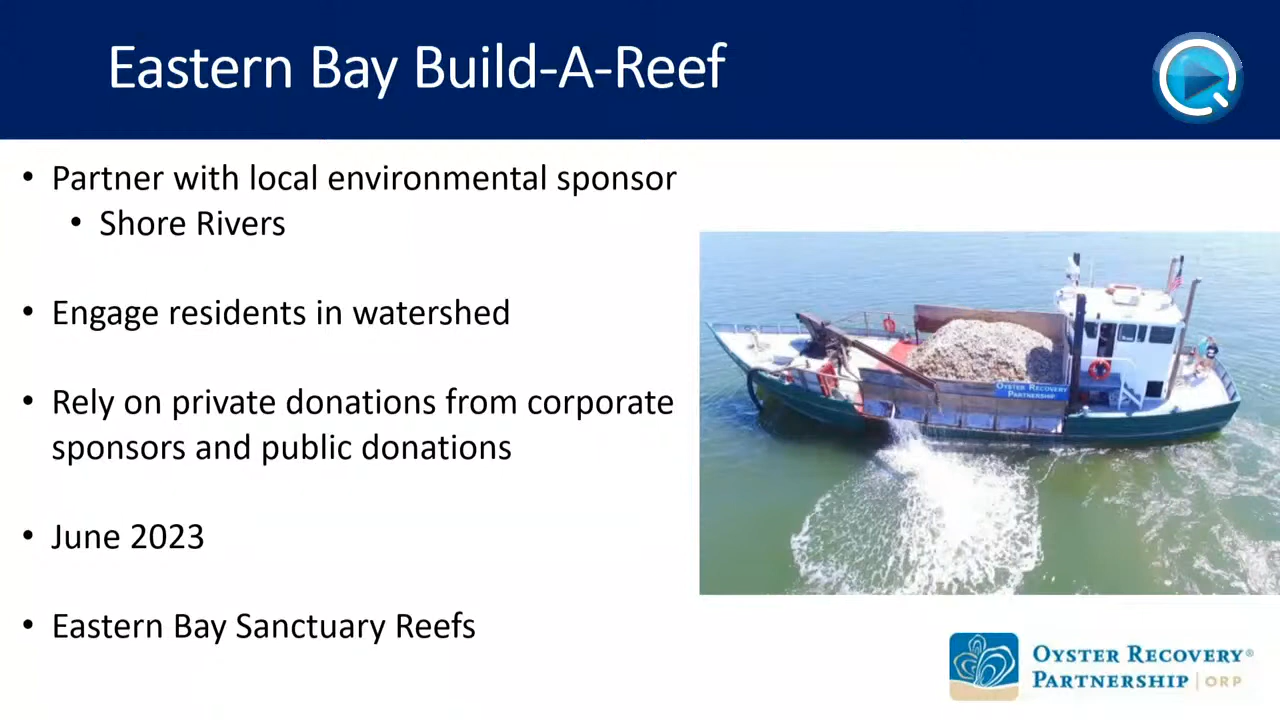 Eastern Bay Build-A-Reef
• Partner with local environmental sponsor
• Shore Rivers
• Engage residents in watershed
• Rely on private donations from corporate
sponsors and public donations
• June 2023
• Eastern Bay Sanctuary Reefs
OYSTER RECOVERY
PARTNERSHIP
OYSTER RECOVERY®
PARTNERSHIP | ORP